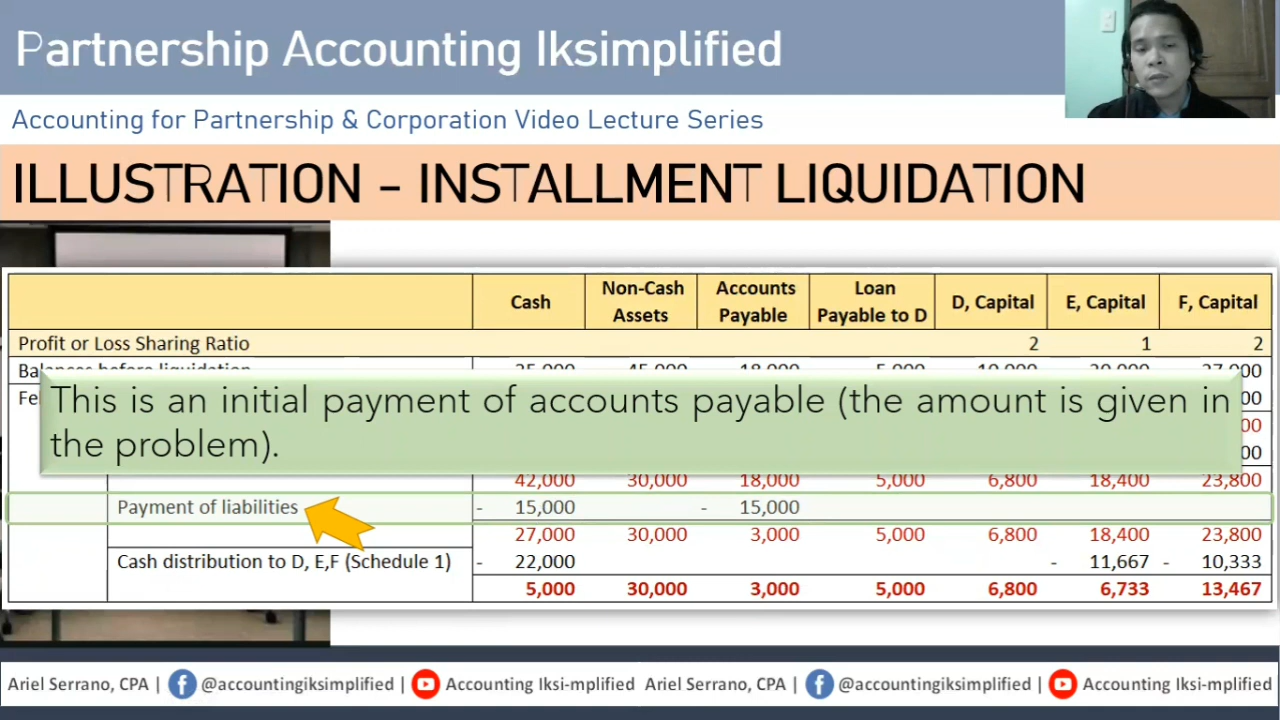 Partnership Accounting Iksimplified
Accounting for Partnership & Corporation Video Lecture Series
ILLUSTRATION – INSTALLMENT LIQUIDATION
Cash Non-Cash Assets Accounts Payable Loan Payable to D D, Capital E, Capital F, Capital
Profit or Loss Sharing Ratio 2 1 2
This is an initial payment of accounts payable (the amount is given in
the problem).
42,000 30,000 18,000 5,000 6,800 18,400 23,800
Payment of liabilities - 15,000 - 15,000
27,000 30,000 3,000 5,000 6,800 18,400 23,800
Cash distribution to D, E,F (Schedule 1) - 22,000 - 11,667 - 10,333
5,000 30,000 3,000 5,000 6,800 6,733 13,467
Ariel Serrano, CPA | @accountingiksimplified | Accounting Iksi-mplified Ariel Serrano, CPA | @accountingiksimplified | Accounting Iksi-mplified